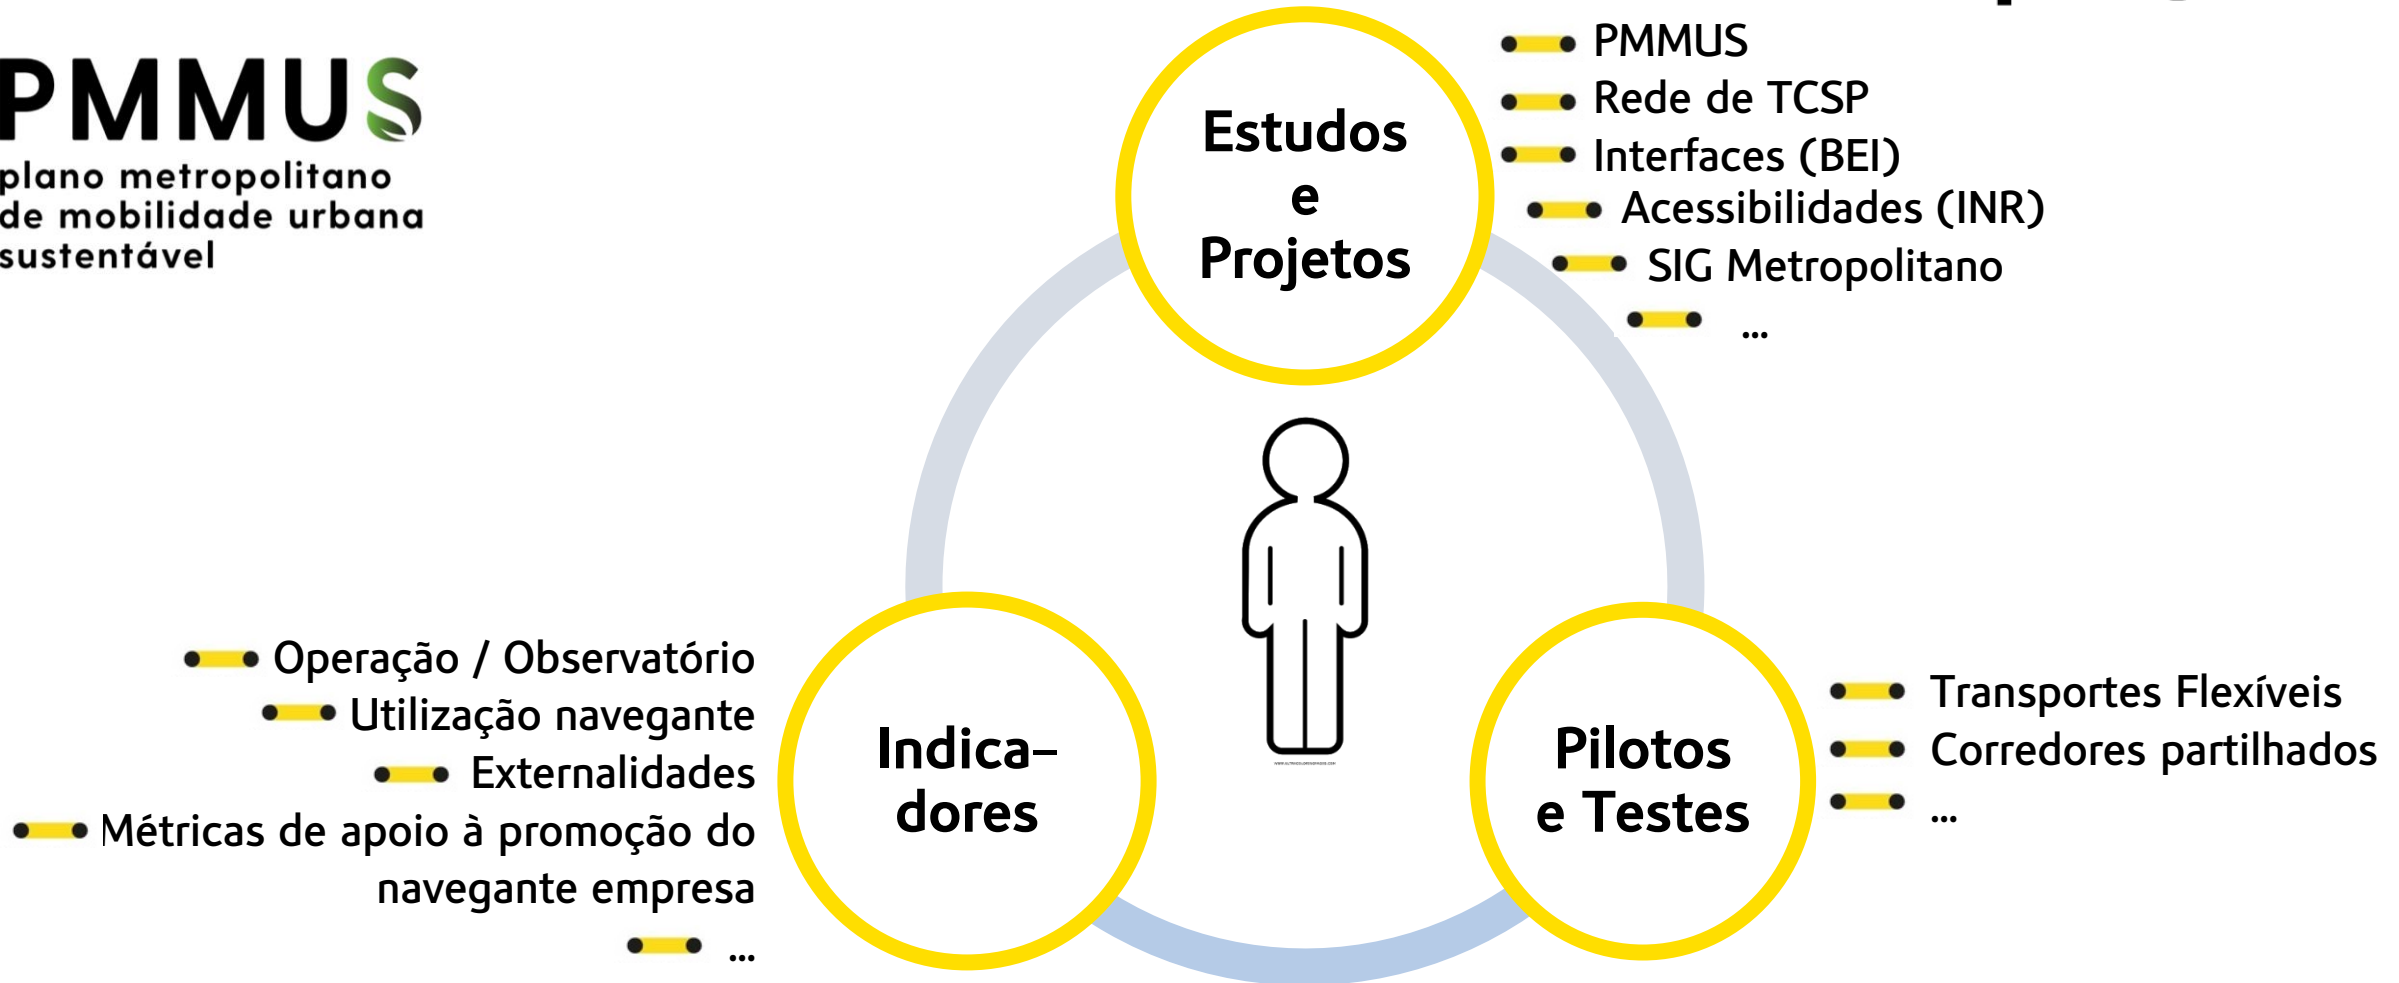 PMMUS
plano metropolitano
de mobilidade urbana
sustentável
Estudos
e
Projetos
PMMUS
Rede de TCSP
Interfaces (BEI)
Acessibilidades (INR)
SIG Metropolitano
...
Operação / Observatório
Utilização navegante
Externalidades
Métricas de apoio à promoção do
navegante empresa
...
Indica-
dores
Pilotos
e Testes
Transportes Flexíveis
Corredores partilhados
...